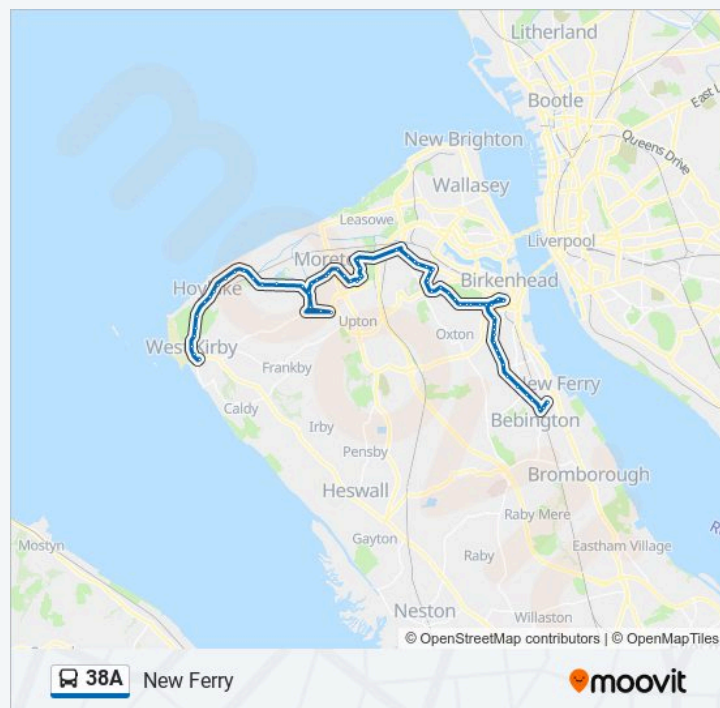 Litherland
Bootle
East L
Queens Drive
New Brighton
Wallasey
Leasowe
Liverpool
Moreto
Birkenhead
Hoylake
Upton
Oxton
West Kirby
Frankby
New Ferry
Caldy
Bebington
Irby
Pensby
Bromborough
Heswall
Raby Mere
Gayton
Raby
Eastham Village
Mostyn
Willaston
Neston
© OpenStreetMap contributors | © OpenMapTiles
38A New Ferry
moovit